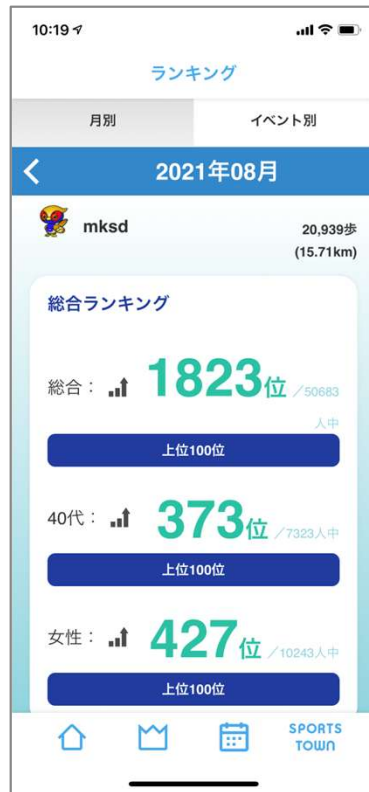 10:19
ランキング
月別
イベント別
2021年08月
mksd
20,939歩
(15.71km)
総合ランキング
総合： 1823位 ／50683
人中
上位100位
40代： 373位 ／7323人中
上位100位
女性： 427位 ／10243人中
上位100位
SPORTS
TOWN